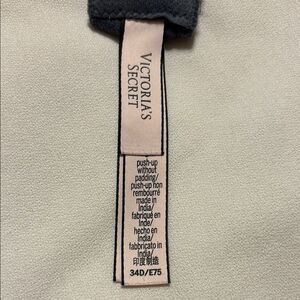 VICTORIA'S
SECRET
push-up
without
padding/
push-up non
rembourré
made in
India/
fabriqué en
Inde/
hecho en
India/
fabbricato in
India/
印度制造
34D/E75